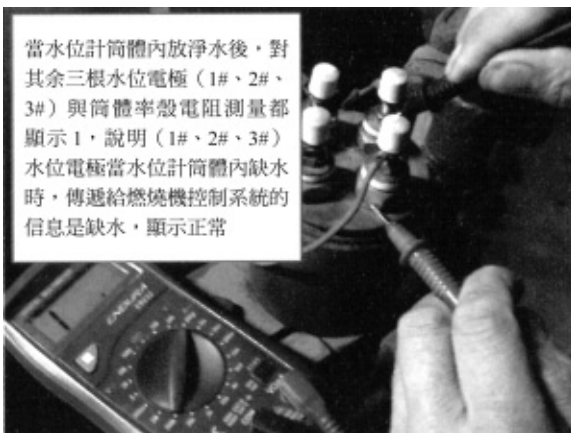 當水位計筒體內放淨水後，對
其余三根水位電極（1#、2#、
3#）與筒體率殼電阻測量都
顯示1，說明（1#、2#、3#）
水位電極當水位計筒體內缺水
時，傳遞給燃燒機控制系統的
信息是缺水，顯示正常